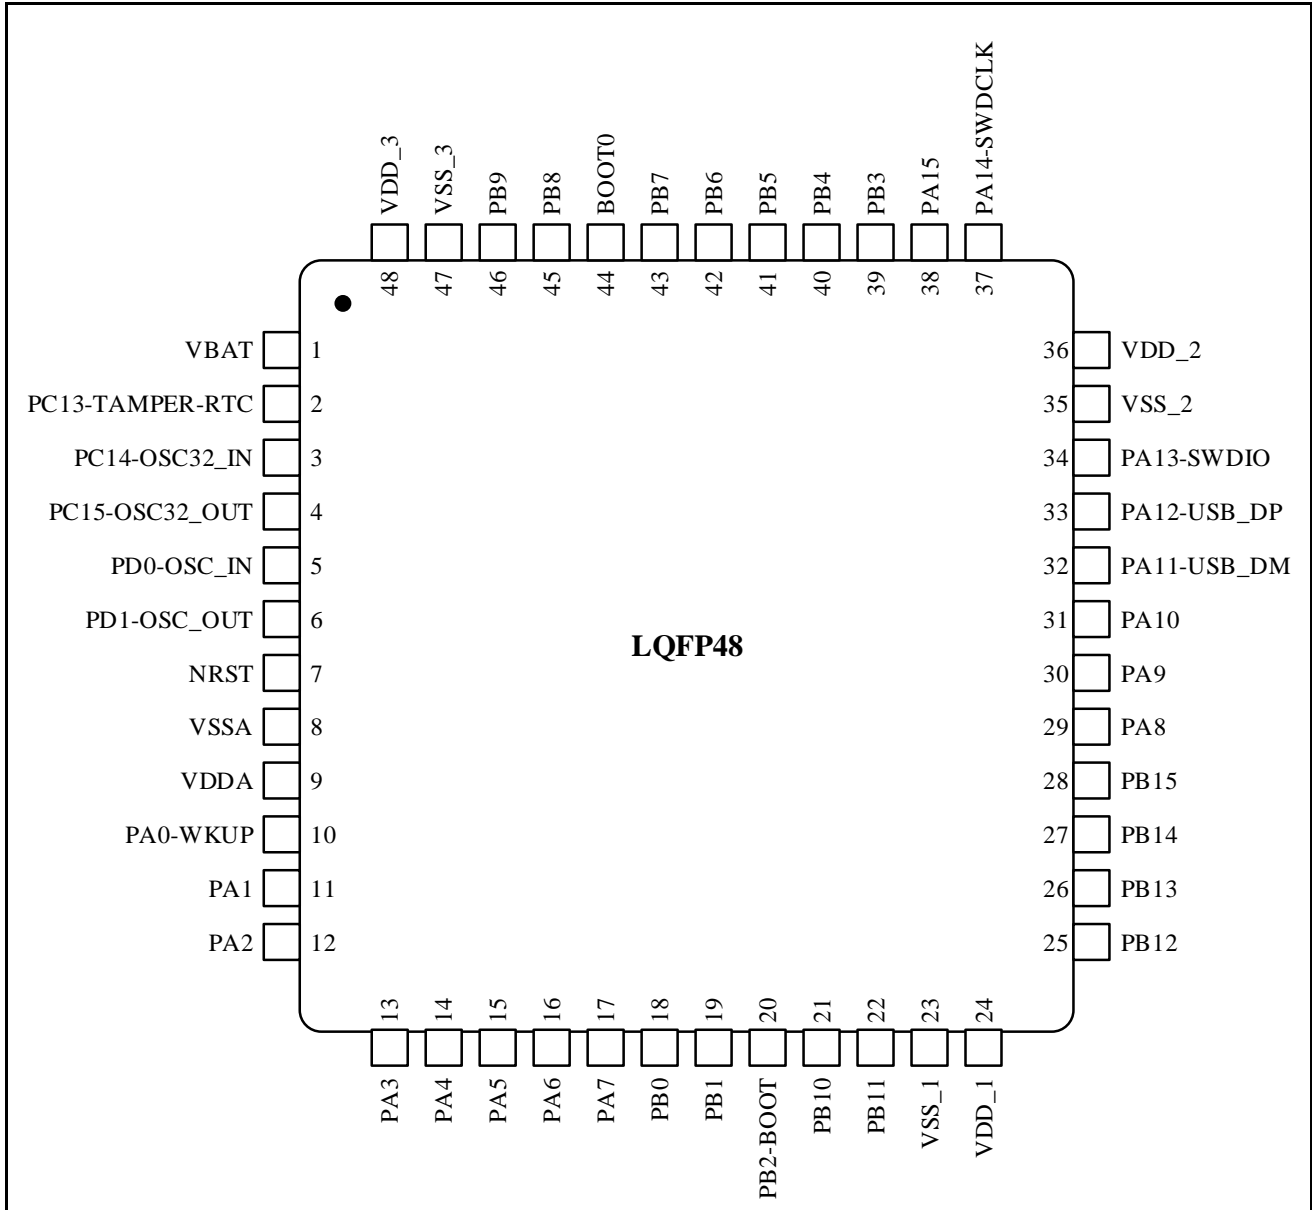 VDD_3
VSS_3
PB9
PB8
BOOT0
PB7
PB6
PB5
PB4
PB3
PA15
PA14-SWDCLK
48
47
46
45
44
43
42
41
40
39
38
37
VBAT 1
PC13-TAMPER-RTC 2
PC14-OSC32_IN 3
PC15-OSC32_OUT 4
PD0-OSC_IN 5
PD1-OSC_OUT 6
NRST 7
VSSA 8
VDDA 9
PA0-WKUP 10
PA1 11
PA2 12
LQFP48
36 VDD_2
35 VSS_2
34 PA13-SWDIO
33 PA12-USB_DP
32 PA11-USB_DM
31 PA10
30 PA9
29 PA8
28 PB15
27 PB14
26 PB13
25 PB12
13
14
15
16
17
18
19
20
21
22
23
24
PA3
PA4
PA5
PA6
PA7
PB0
PB1
PB2-BOOT
PB10
PB11
VSS_1
VDD_1